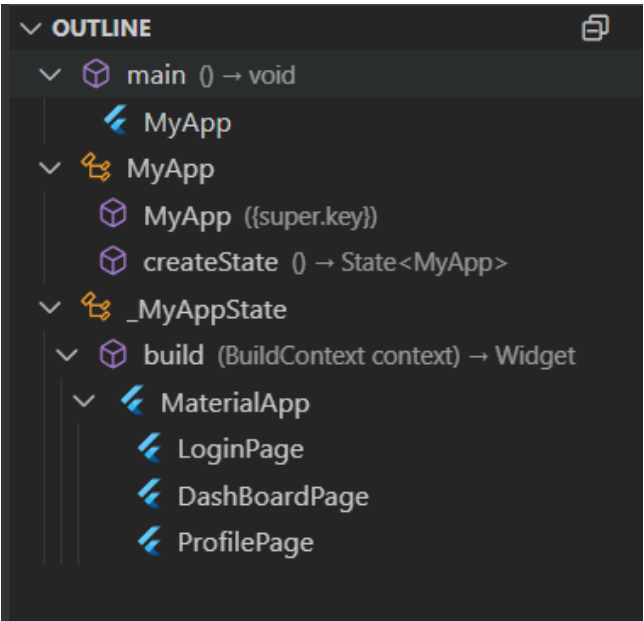 OUTLINE
main () → void
MyApp
MyApp
MyApp ({super.key})
createState () → State<MyApp>
_MyAppState
build (BuildContext context) → Widget
MaterialApp
LoginPage
DashBoardPage
ProfilePage